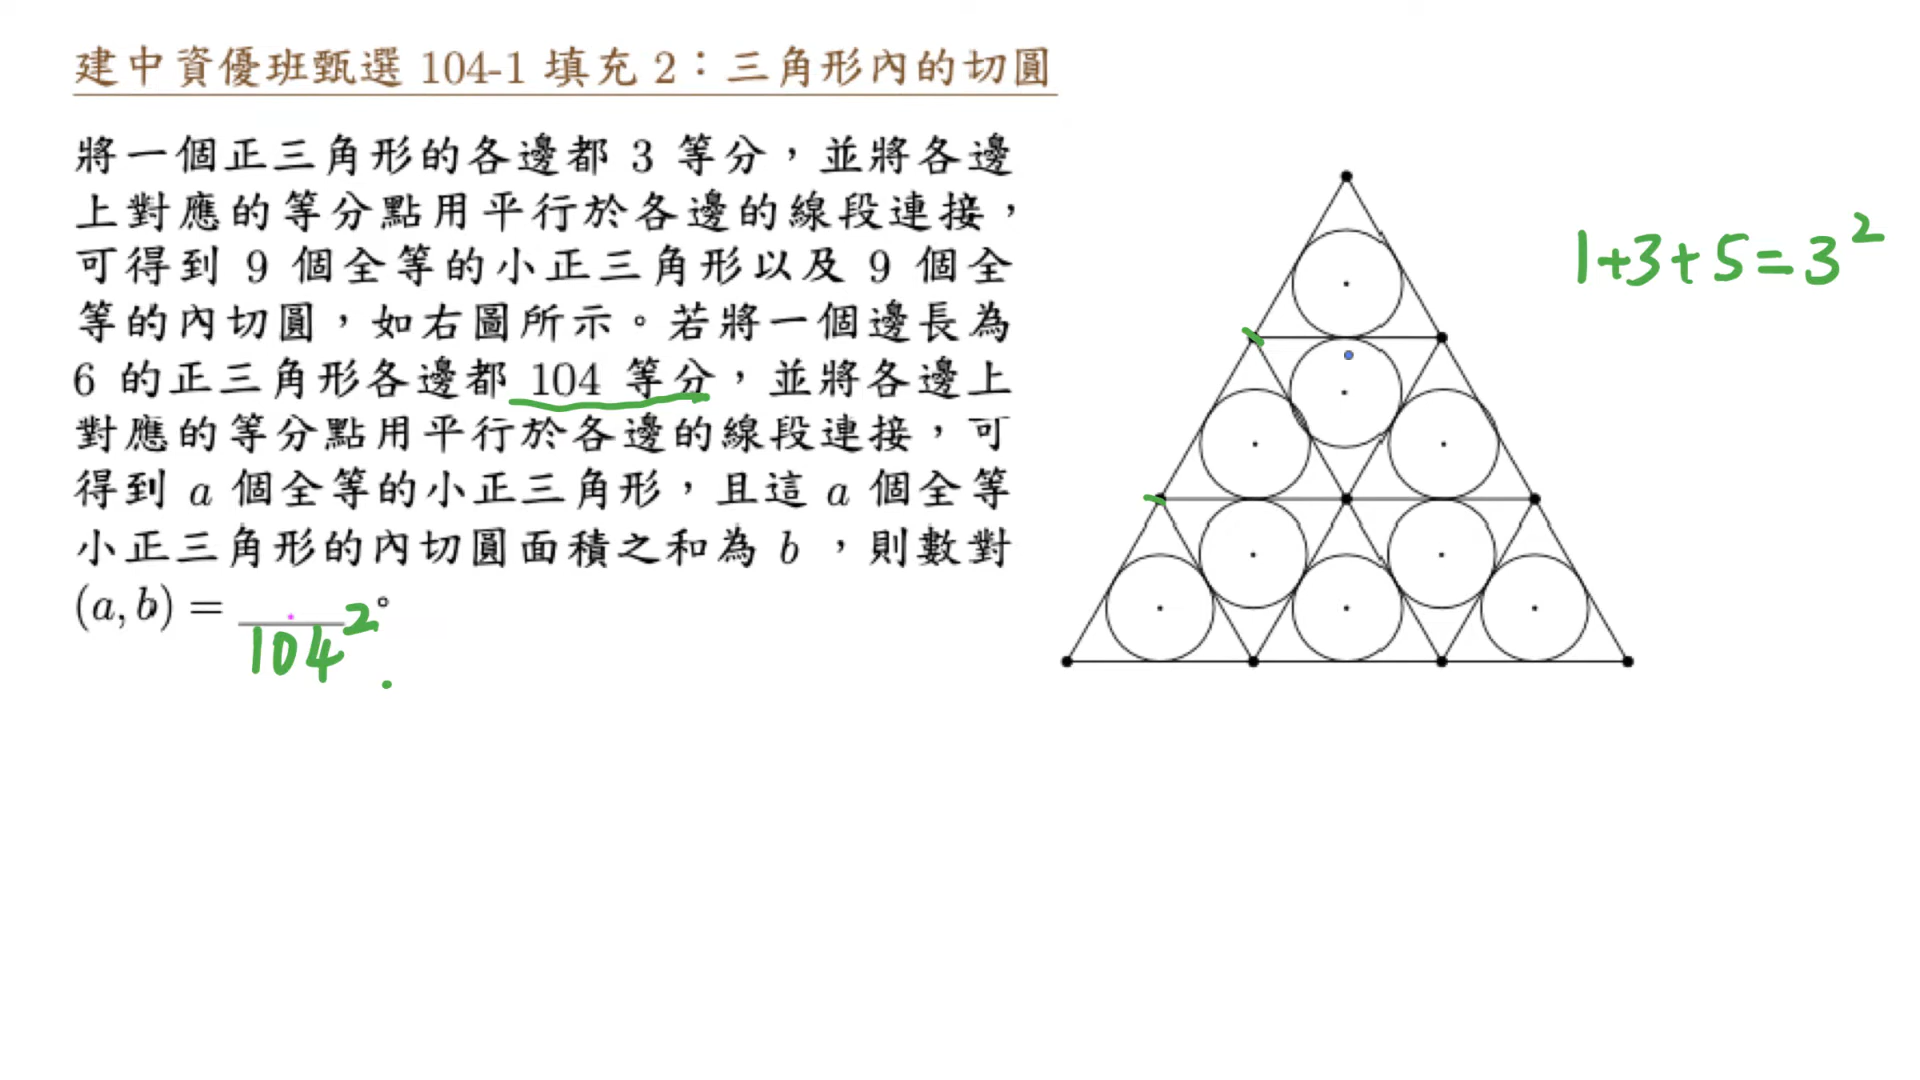 建中資優班甄選 104-1 填充 2：三角形內的切圓
將一個正三角形的各邊都 3 等分，並將各邊
上對應的等分點用平行於各邊的線段連接，
可得到 9 個全等的小正三角形以及 9 個全
等的內切圓，如右圖所示。若將一個邊長為
6 的正三角形各邊都 104 等分，並將各邊上
對應的等分點用平行於各邊的線段連接，可
得到 a 個全等的小正三角形，且這 a 個全等
小正三角形的內切圓面積之和為 b ，則數對
(a, b) = ____。
104²
1+3+5=3²